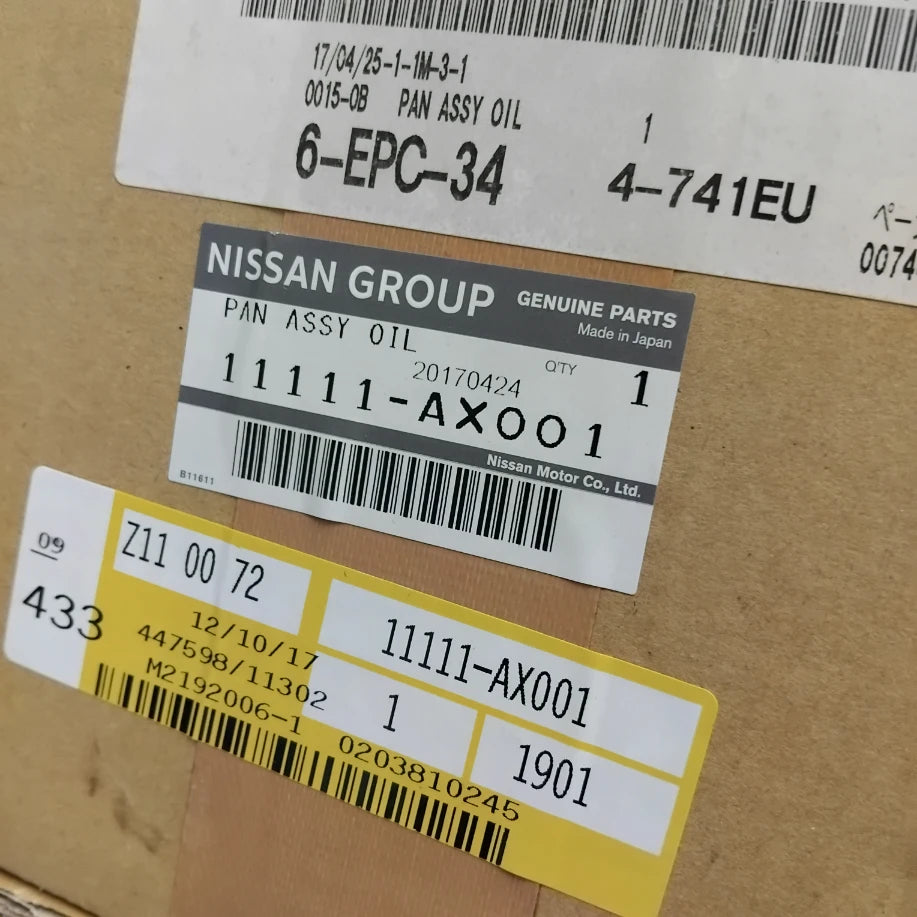 17/04/25-1-1M-3-1
0015-0B PAN ASSY OIL 1
6-EPC-34 4-741EU
ペー
0074
NISSAN GROUP GENUINE PARTS
Made in Japan
PAN ASSY OIL
20170424 Q'TY 1
11111-AX001
Nissan Motor Co., Ltd.
B11611
09
433
Z11 00 72
12/10/17
447598/11302
M2192006-1
11111-AX001
1
1901
0203810245